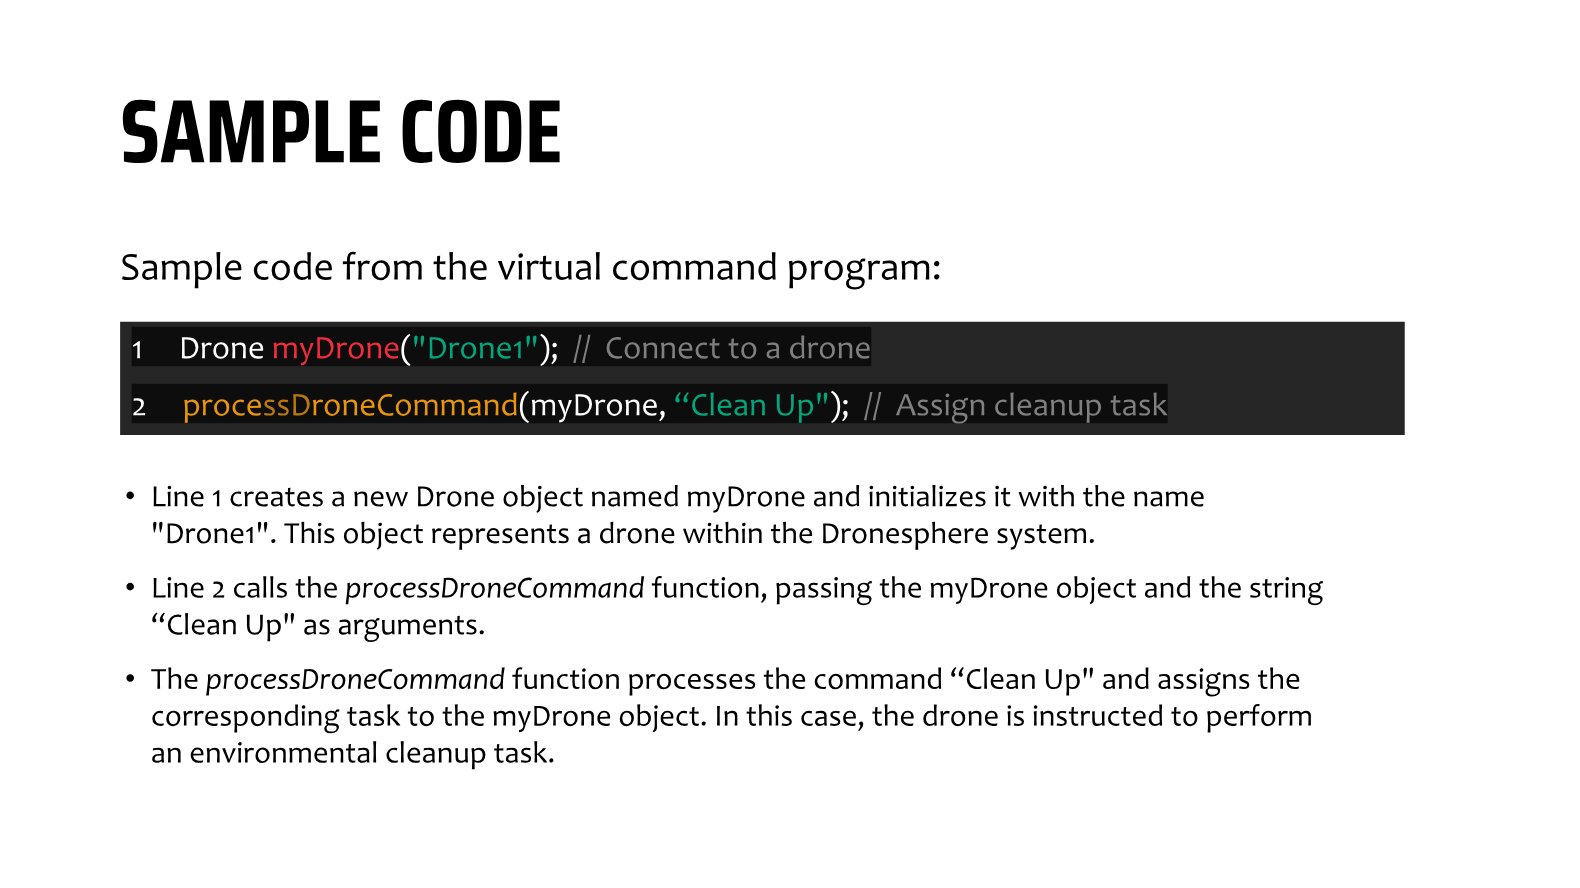 SAMPLE CODE
Sample code from the virtual command program:
1 Drone myDrone("Drone1"); // Connect to a drone
2 processDroneCommand(myDrone, “Clean Up"); // Assign cleanup task
• Line 1 creates a new Drone object named myDrone and initializes it with the name
"Drone1". This object represents a drone within the Dronesphere system.
• Line 2 calls the processDroneCommand function, passing the myDrone object and the string
“Clean Up" as arguments.
• The processDroneCommand function processes the command “Clean Up" and assigns the
corresponding task to the myDrone object. In this case, the drone is instructed to perform
an environmental cleanup task.